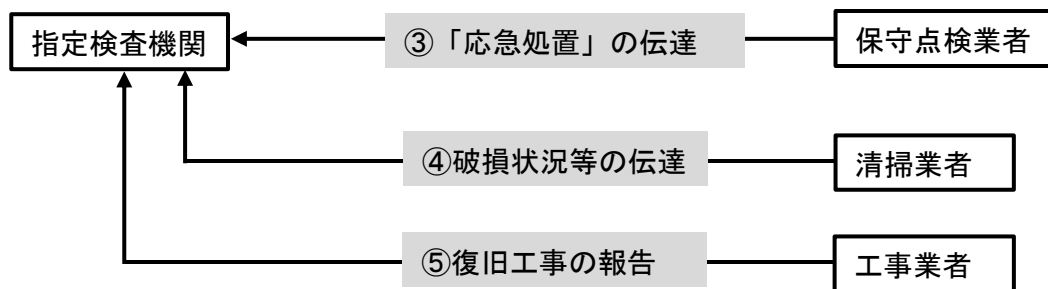 指定検査機関
③「応急処置」の伝達
保守点検業者
④破損状況等の伝達
清掃業者
⑤復旧工事の報告
工事業者